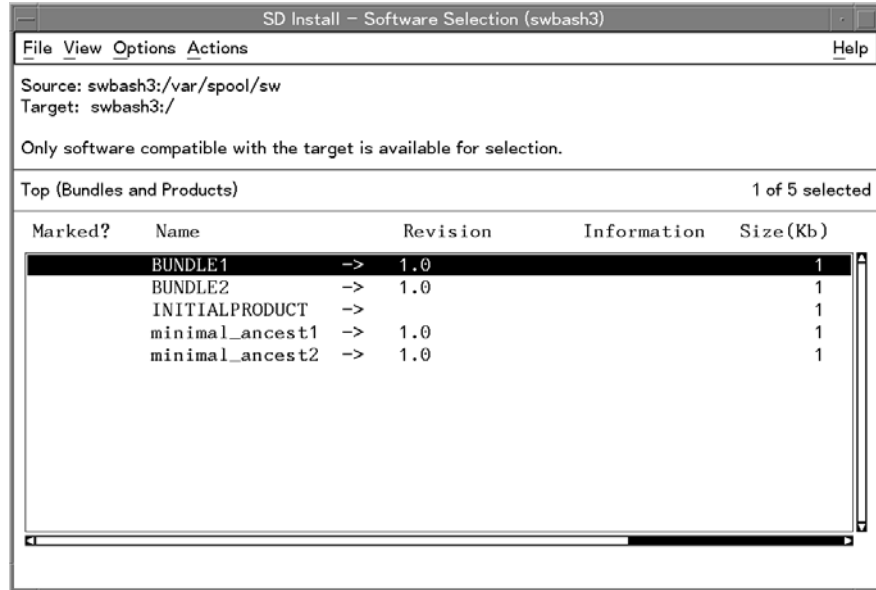 SD Install - Software Selection (swbash3)
File View Options Actions Help
Source: swbash3:/var/spool/sw
Target: swbash3:/
Only software compatible with the target is available for selection.
Top (Bundles and Products) 1 of 5 selected
Marked? Name Revision Information Size(Kb)
BUNDLE1 -> 1.0 1
BUNDLE2 -> 1.0 1
INITIALPRODUCT -> 1
minimal_ancest1 -> 1.0 1
minimal_ancest2 -> 1.0 1